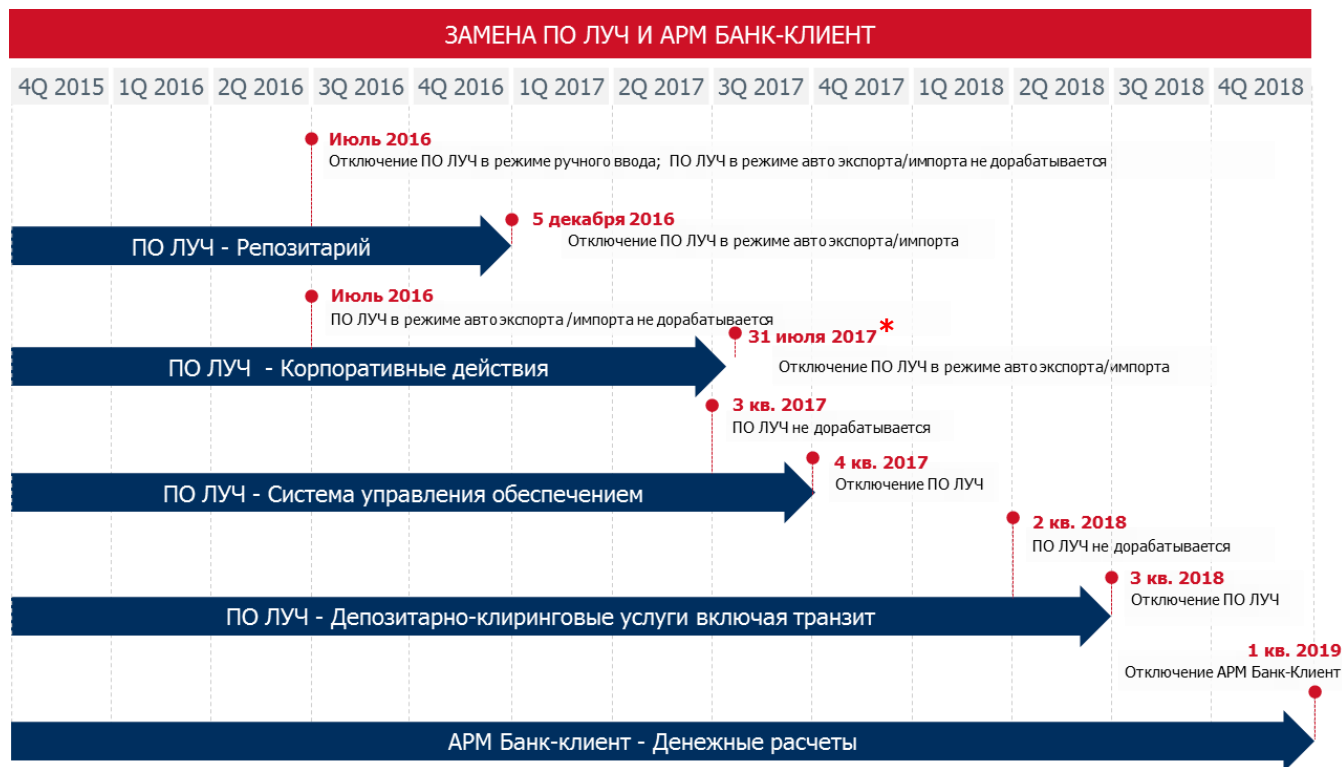 ЗАМЕНА ПО ЛУЧ И АРМ БАНК-КЛИЕНТ
4Q 2015 1Q 2016 2Q 2016 3Q 2016 4Q 2016 1Q 2017 2Q 2017 3Q 2017 4Q 2017 1Q 2018 2Q 2018 3Q 2018 4Q 2018
Июль 2016
Отключение ПО ЛУЧ в режиме ручного ввода; ПО ЛУЧ в режиме авто экспорта/импорта не дорабатывается
5 декабря 2016
ПО ЛУЧ - Репозитарий
Отключение ПО ЛУЧ в режиме авто экспорта/импорта
Июль 2016
ПО ЛУЧ в режиме авто экспорта /импорта не дорабатывается
31 июля 2017*
ПО ЛУЧ - Корпоративные действия
Отключение ПО ЛУЧ в режиме авто экспорта/импорта
3 кв. 2017
ПО ЛУЧ не дорабатывается
4 кв. 2017
Отключение ПО ЛУЧ
ПО ЛУЧ - Система управления обеспечением
2 кв. 2018
ПО ЛУЧ не дорабатывается
3 кв. 2018
Отключение ПО ЛУЧ
ПО ЛУЧ - Депозитарно-клиринговые услуги включая транзит
1 кв. 2019
Отключение АРМ Банк-Клиент
АРМ Банк-клиент - Денежные расчеты